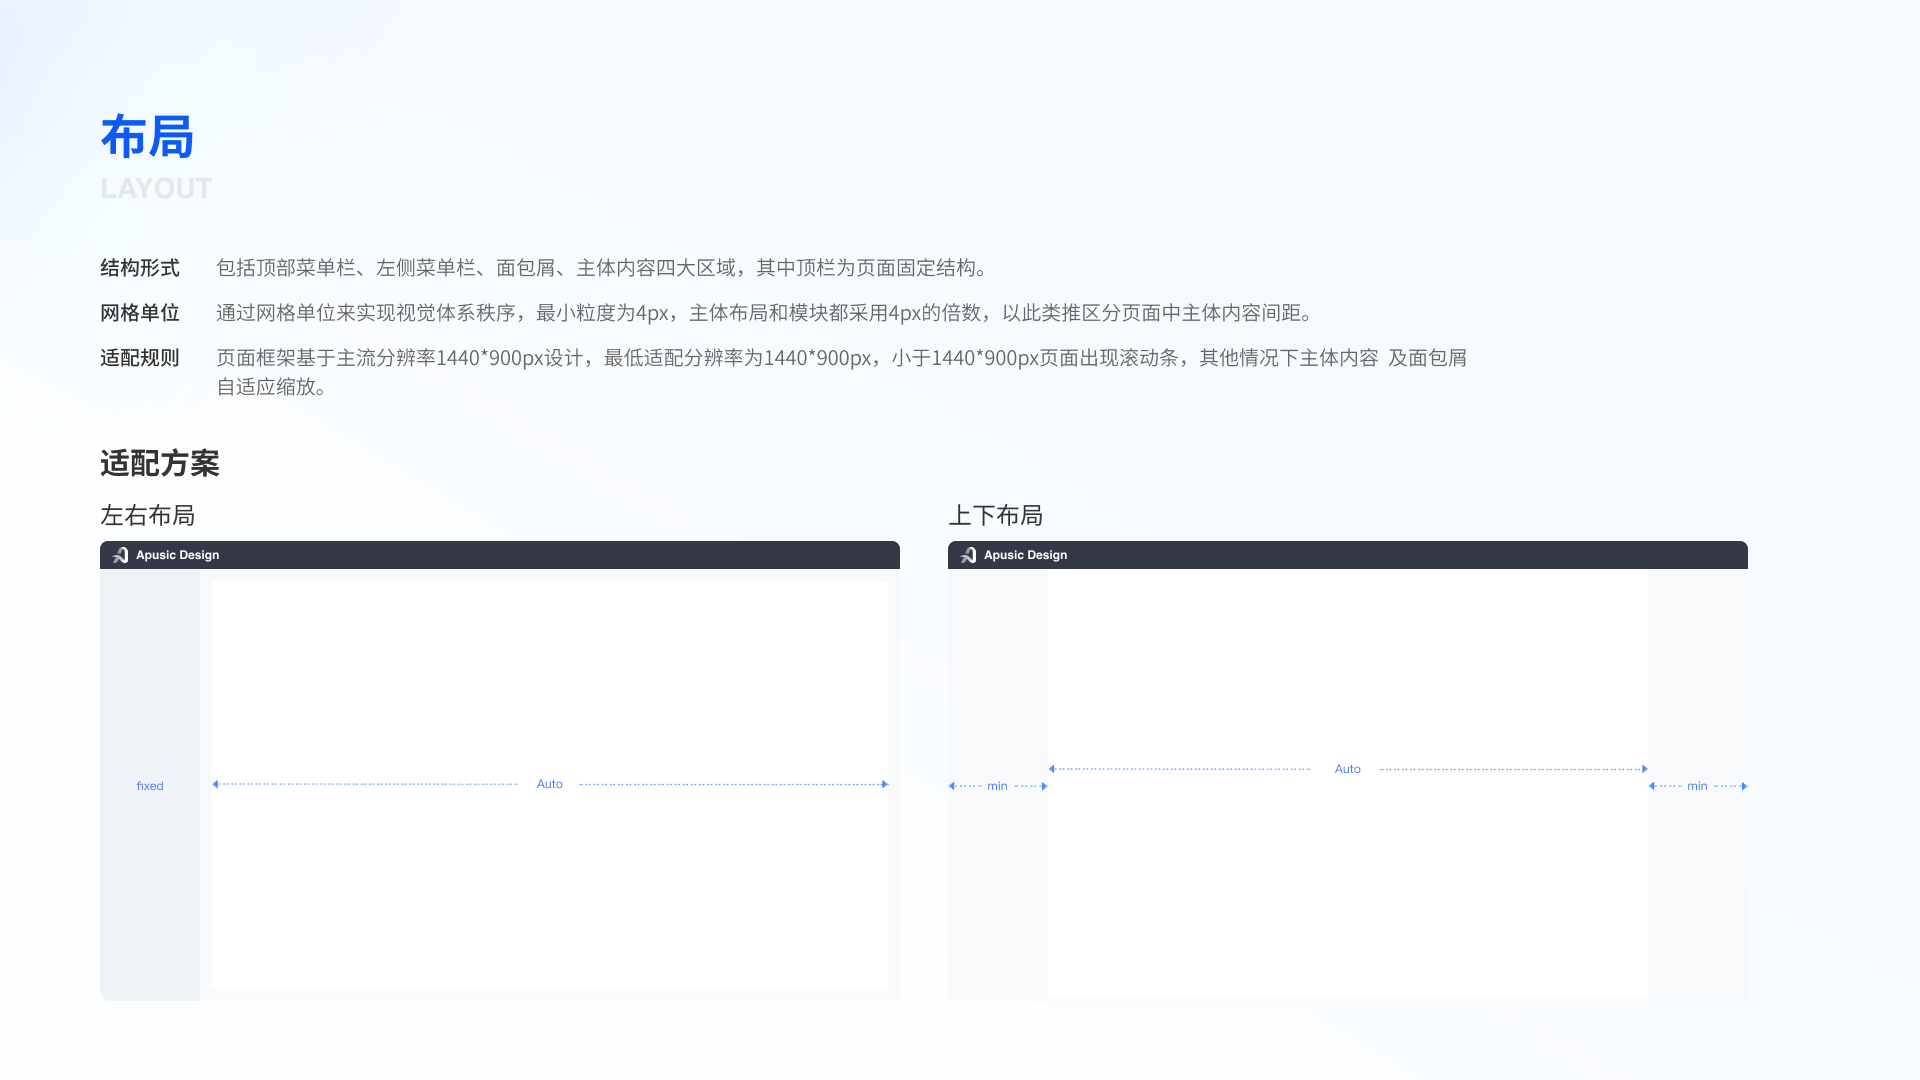 布局
LAYOUT
结构形式 包括顶部菜单栏、左侧菜单栏、面包屑、主体内容四大区域，其中顶栏为页面固定结构。
网格单位 通过网格单位来实现视觉体系秩序，最小粒度为4px，主体布局和模块都采用4px的倍数，以此类推区分页面中主体内容间距。
适配规则 页面框架基于主流分辨率1440*900px设计，最低适配分辨率为1440*900px，小于1440*900px页面出现滚动条，其他情况下主体内容 及面包屑
自适应缩放。
适配方案
左右布局
Apusic Design
fixed
Auto
上下布局
Apusic Design
Auto
min
min